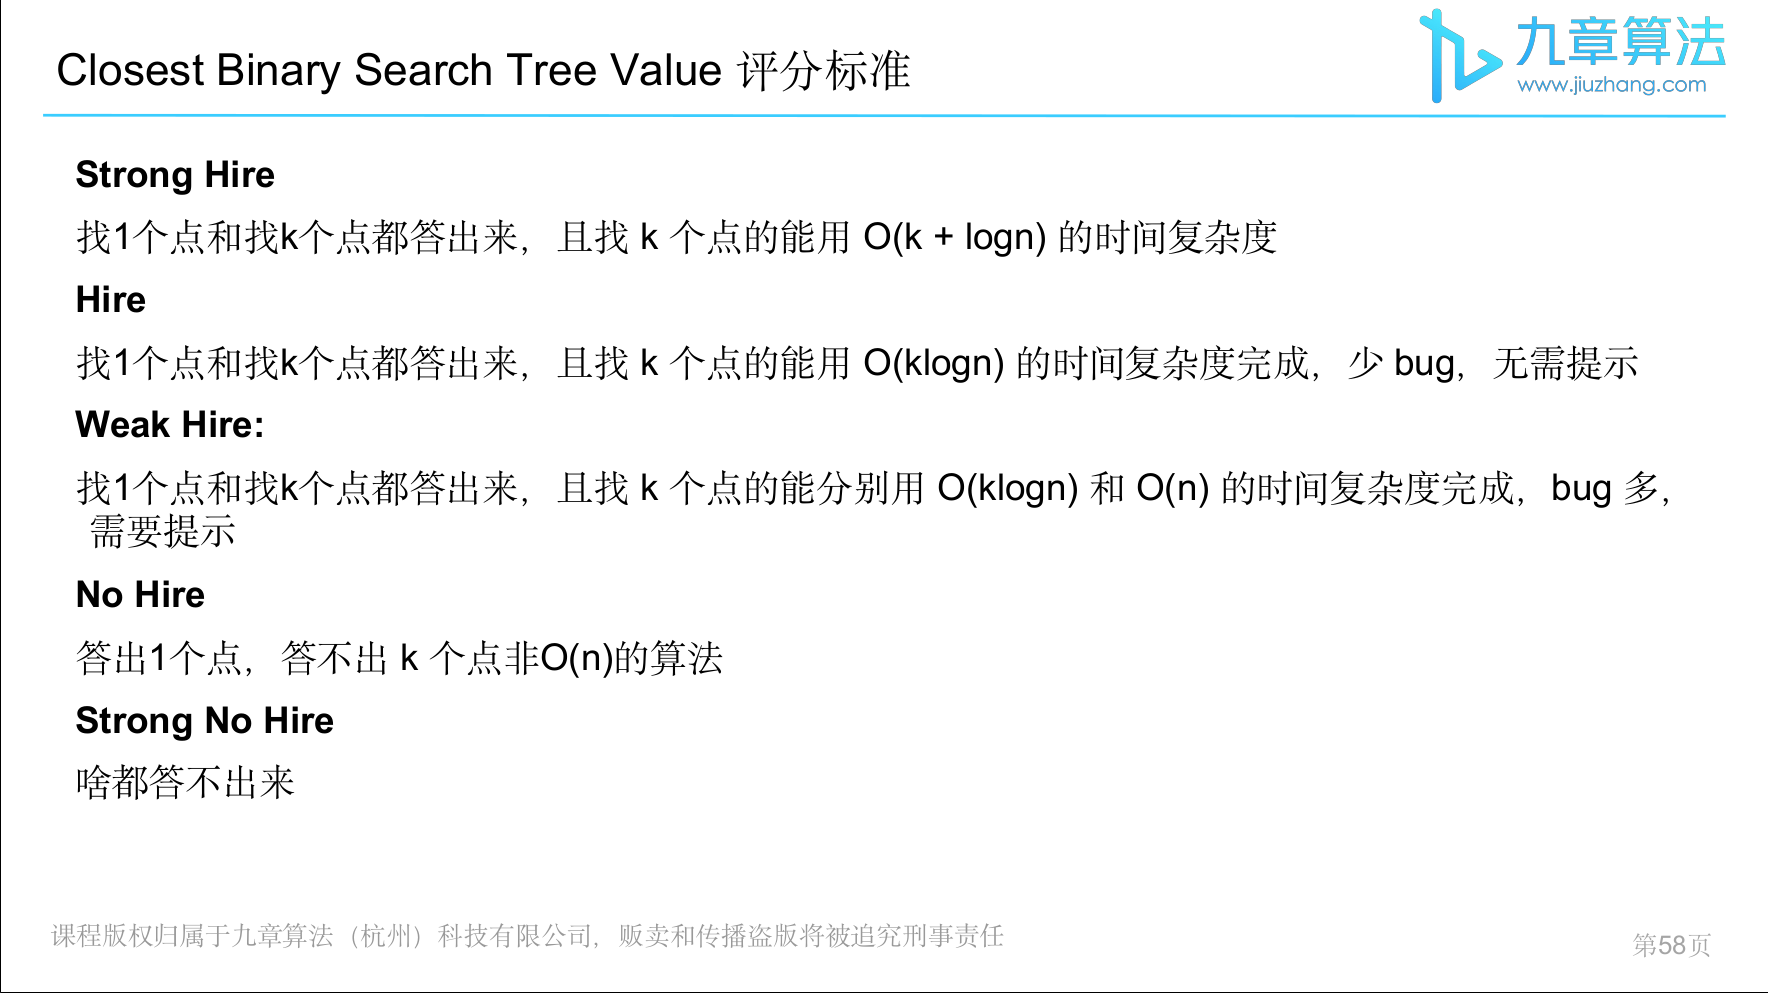 Closest Binary Search Tree Value 评分标准
九章算法
www.jiuzhang.com
Strong Hire
找1个点和找k个点都答出来，且找 k 个点的能用 O(k + logn) 的时间复杂度
Hire
找1个点和找k个点都答出来，且找 k 个点的能用 O(klogn) 的时间复杂度完成，少 bug，无需提示
Weak Hire:
找1个点和找k个点都答出来，且找 k 个点的能分别用 O(klogn) 和 O(n) 的时间复杂度完成，bug 多，
需要提示
No Hire
答出1个点，答不出 k 个点非O(n)的算法
Strong No Hire
啥都答不出来
课程版权归属于九章算法（杭州）科技有限公司，贩卖和传播盗版将被追究刑事责任
第58页